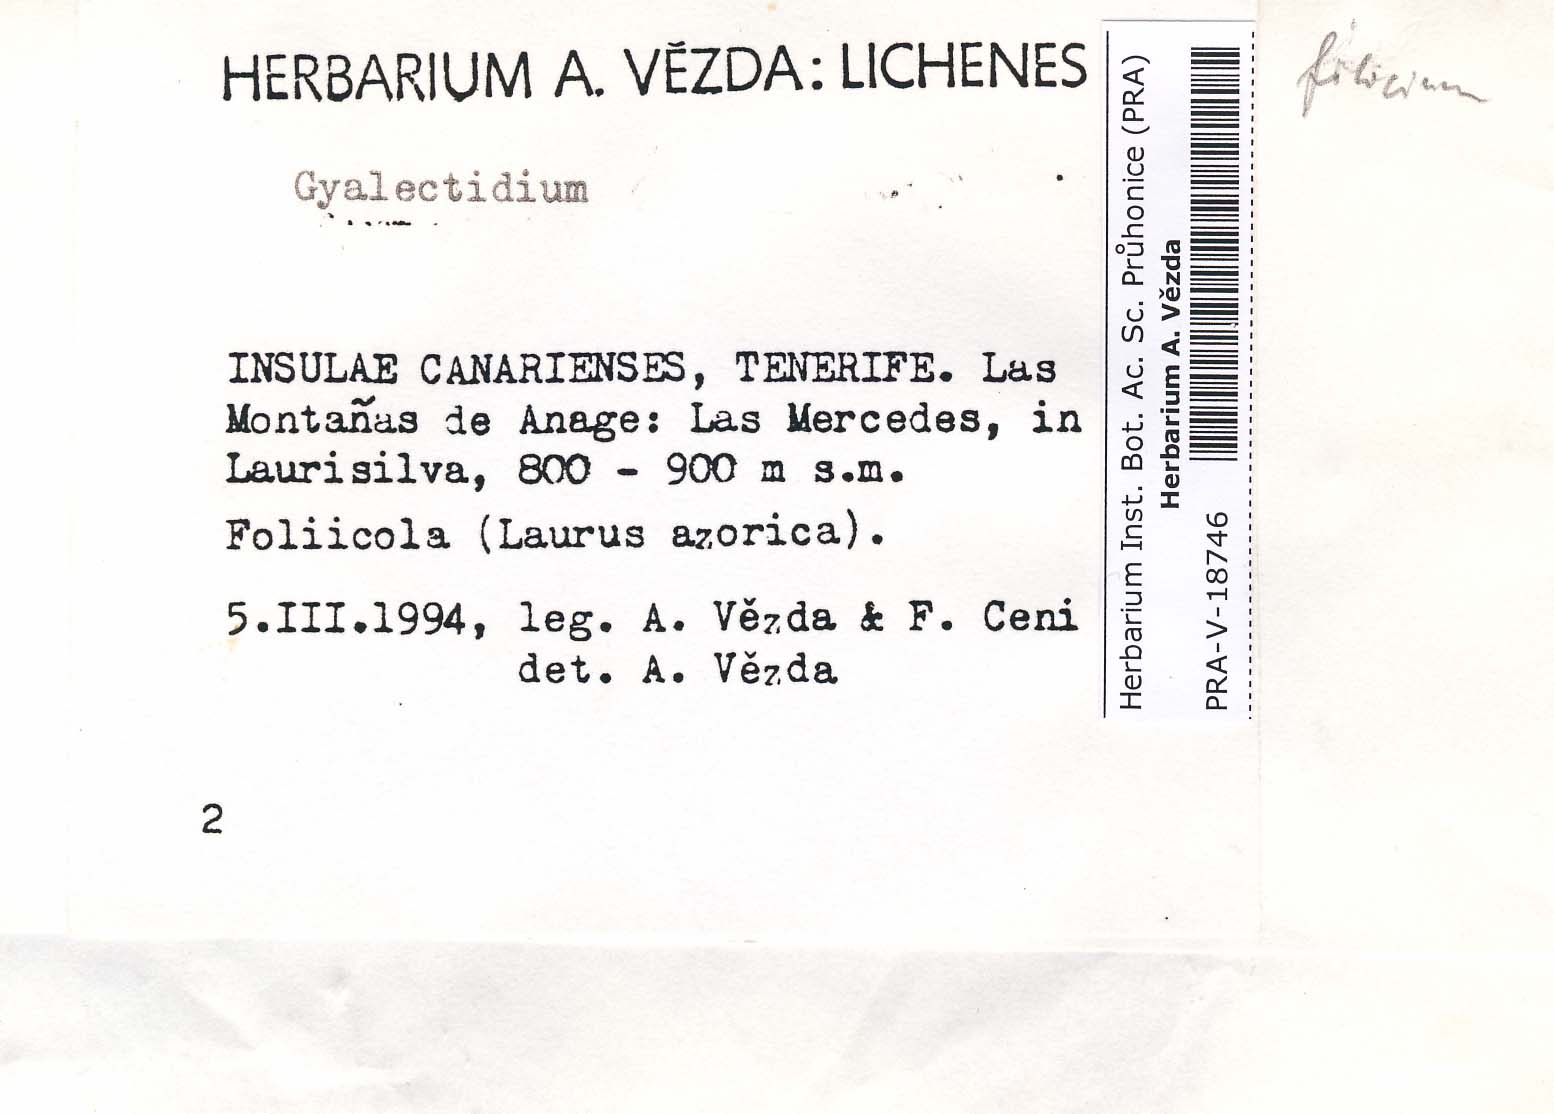 HERBARIUM A. VĚZDA: LICHENES
filicinum
Gyalectidium
INSULAE CANARIENSES, TENERIFE. Las
Montañas de Anage: Las Mercedes, in
Laurisilva, 800 - 900 m s.m.
Foliicola (Laurus azorica).
5.III.1994, leg. A. Vězda & F. Ceni
det. A. Vězda
2
Herbarium Inst. Bot. Ac. Sc. Průhonice (PRA)
Herbarium A. Vězda
PRA-V-18746